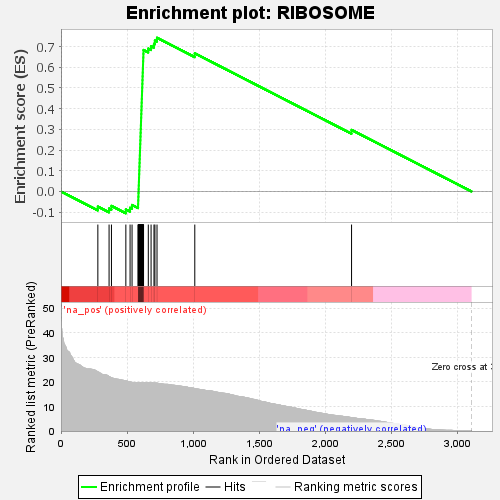 Enrichment plot: RIBOSOME
Enrichment score (ES)
0.7
0.6
0.5
0.4
0.3
0.2
0.1
0.0
-0.1
'na_pos' (positively correlated)
Ranked list metric (PreRanked)
50
40
30
20
10
0
Zero cross at
'na_neg' (negatively correlated)
0 500 1,000 1,500 2,000 2,500 3,000
Rank in Ordered Dataset
Enrichment profile Hits Ranking metric scores